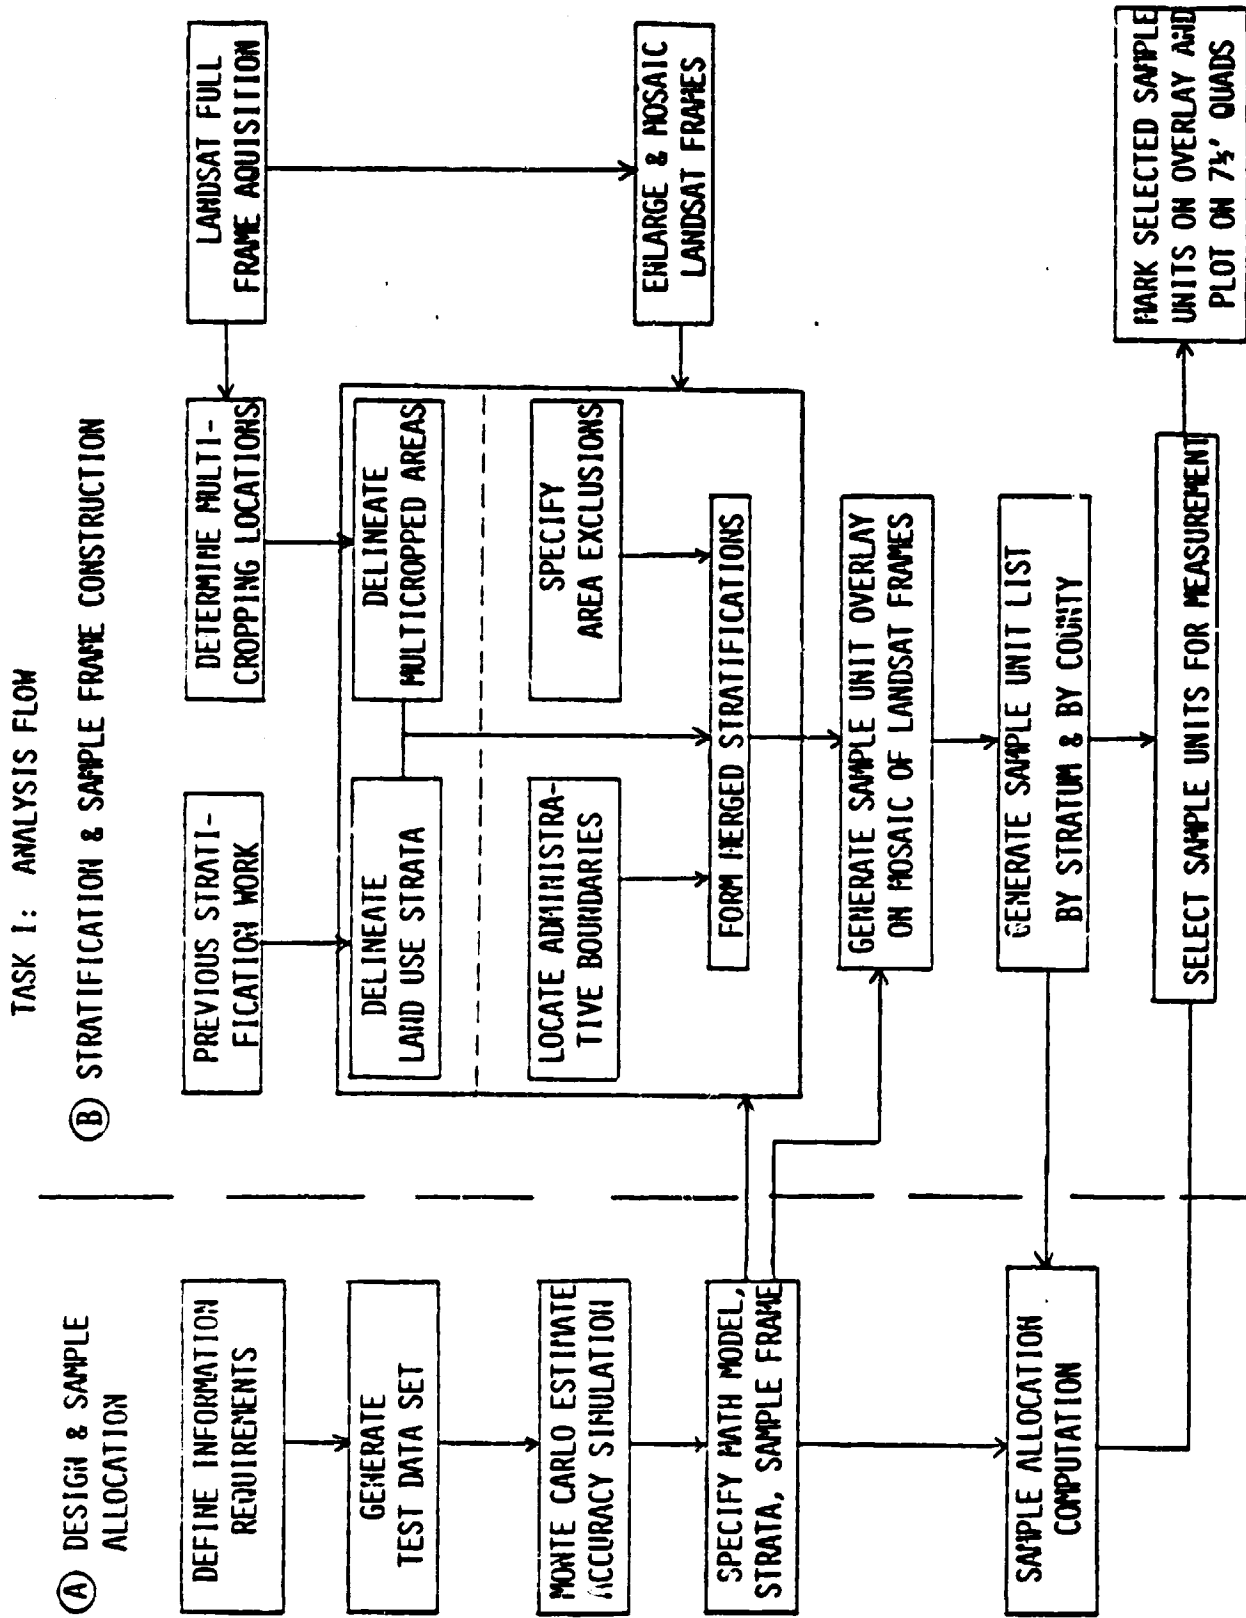 TASK I: ANALYSIS FLOW
A DESIGN & SAMPLE
ALLOCATION
DEFINE INFORMATION
REQUIREMENTS
GENERATE
TEST DATA SET
MONTE CARLO ESTIMATE
ACCURACY SIMULATION
SPECIFY MATH MODEL,
STRATA, SAMPLE FRAME
SAMPLE ALLOCATION
COMPUTATION
B STRATIFICATION & SAMPLE FRAME CONSTRUCTION
PREVIOUS STRATI-
FICATION WORK
DETERMINE MULTI-
CROPPING LOCATIONS
LANDSAT FULL
FRAME AQUISITION
DELINEATE
LAND USE STRATA
DELINEATE
MULTICROPPED AREAS
LOCATE ADMINISTRA-
TIVE BOUNDARIES
SPECIFY
AREA EXCLUSIONS
ENLARGE & MOSAIC
LANDSAT FRAMES
FORM MERGED STRATIFICATIONS
GENERATE SAMPLE UNIT OVERLAY
ON MOSAIC OF LANDSAT FRAMES
GENERATE SAMPLE UNIT LIST
BY STRATUM & BY COUNTY
SELECT SAMPLE UNITS FOR MEASUREMENT
MARK SELECTED SAMPLE
UNITS ON OVERLAY AND
PLOT ON 7½' QUADS